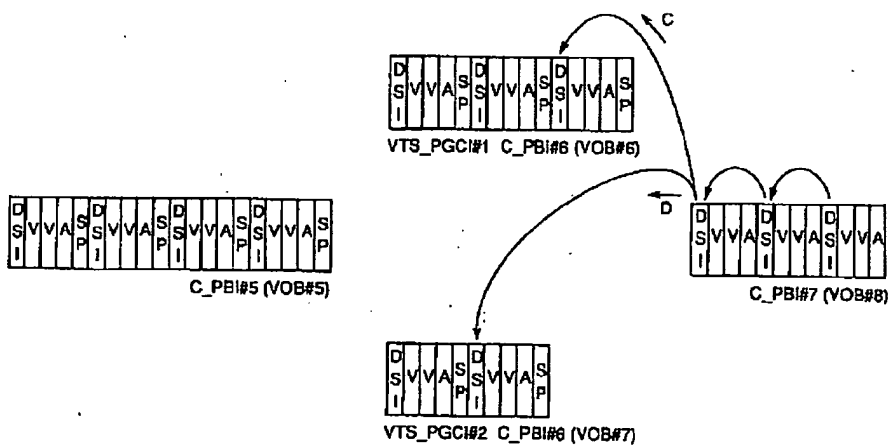 C
DSI V V A SP DSI V V A SP DSI V V A SP
VTS_PGCI#1 C_PBI#6 (VOB#6)
D
DSI V V A SP DSI V V A SP DSI V V A SP DSI V V A SP
C_PBI#5 (VOB#5)
DSI V V A DSI V V A DSI V V A
C_PBI#7 (VOB#8)
DSI V V A SP DSI V V A SP
VTS_PGCI#2 C_PBI#6 (VOB#7)